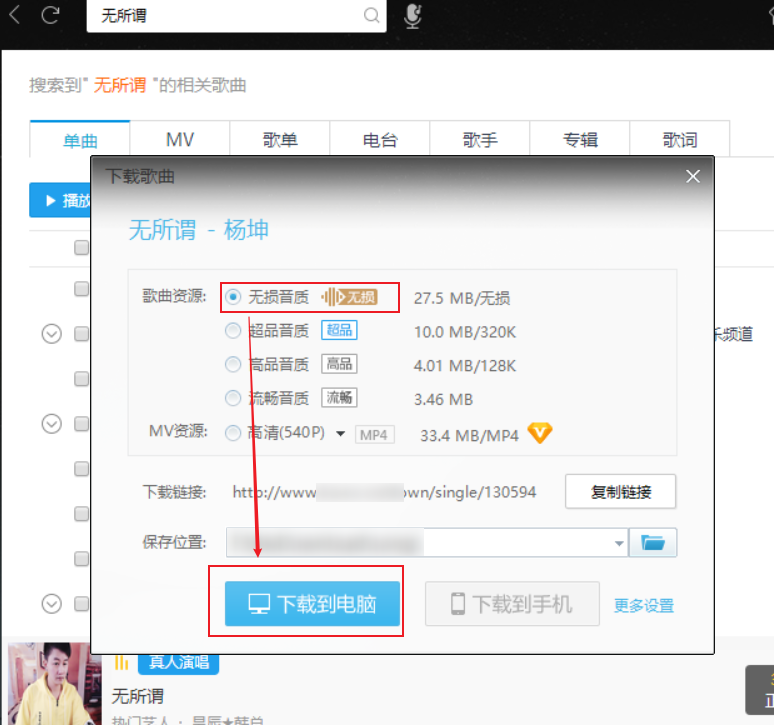 无所谓
搜索到" 无所谓 "的相关歌曲
单曲 MV 歌单 电台 歌手 专辑 歌词
播放
下载歌曲
无所谓 - 杨坤
歌曲资源: 无损音质 无损 27.5 MB/无损
超品音质 超品 10.0 MB/320K
高品音质 高品 4.01 MB/128K
流畅音质 流畅 3.46 MB
MV资源: 高清(540P) MP4 33.4 MB/MP4
乐频道
下载链接: http://www own/single/130594 复制链接
保存位置:
下载到电脑 下载到手机 更多设置
真人演唱
无所谓